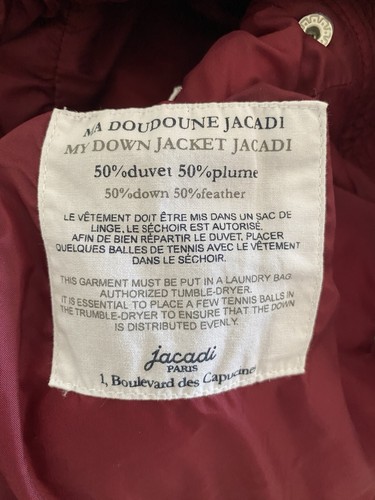 MA DOUDOUNE JACADI
MY DOWN JACKET JACADI
50%duvet 50%plume
50%down 50%feather
LE VÊTEMENT DOIT ÊTRE MIS DANS UN SAC DE
LINGE, LE SÉCHOIR EST AUTORISÉ.
AFIN DE BIEN RÉPARTIR LE DUVET, PLACER
QUELQUES BALLES DE TENNIS AVEC LE VÊTEMENT
DANS LE SÉCHOIR.
THIS GARMENT MUST BE PUT IN A LAUNDRY BAG
AUTHORIZED TUMBLE-DRYER.
IT IS ESSENTIAL TO PLACE A FEW TENNIS BALLS IN
THE TRUMBLE-DRYER TO ENSURE THAT THE DOWN
IS DISTRIBUTED EVENLY.
jacadi
PARIS
1, Boulevard des Capucine